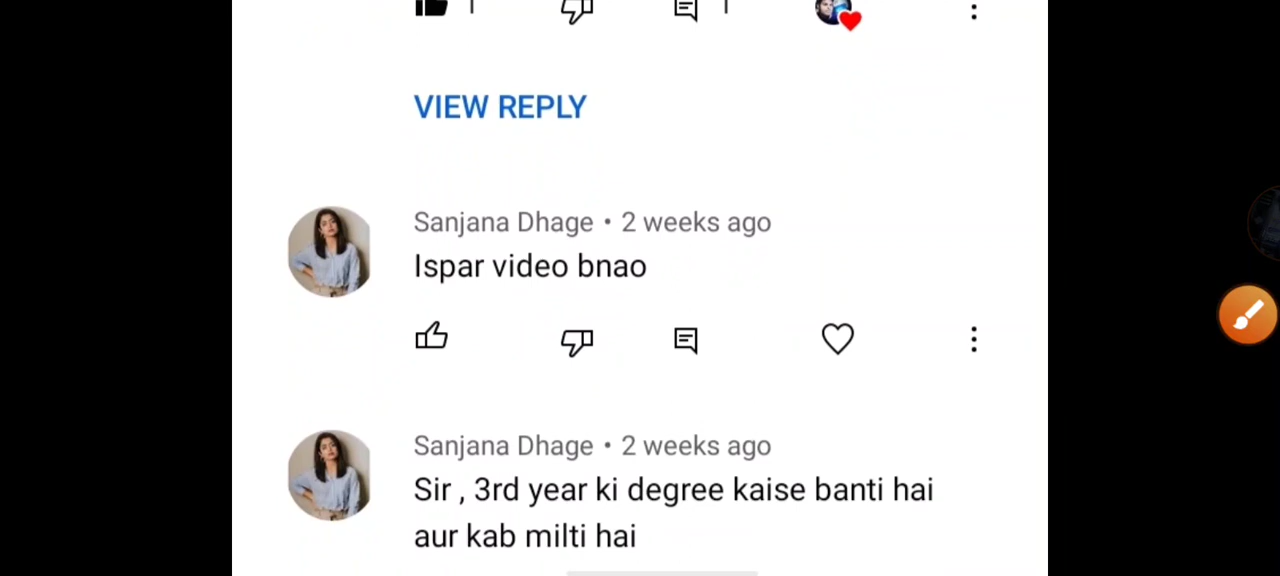 VIEW REPLY
Sanjana Dhage • 2 weeks ago
Ispar video bnao
Sanjana Dhage • 2 weeks ago
Sir , 3rd year ki degree kaise banti hai
aur kab milti hai